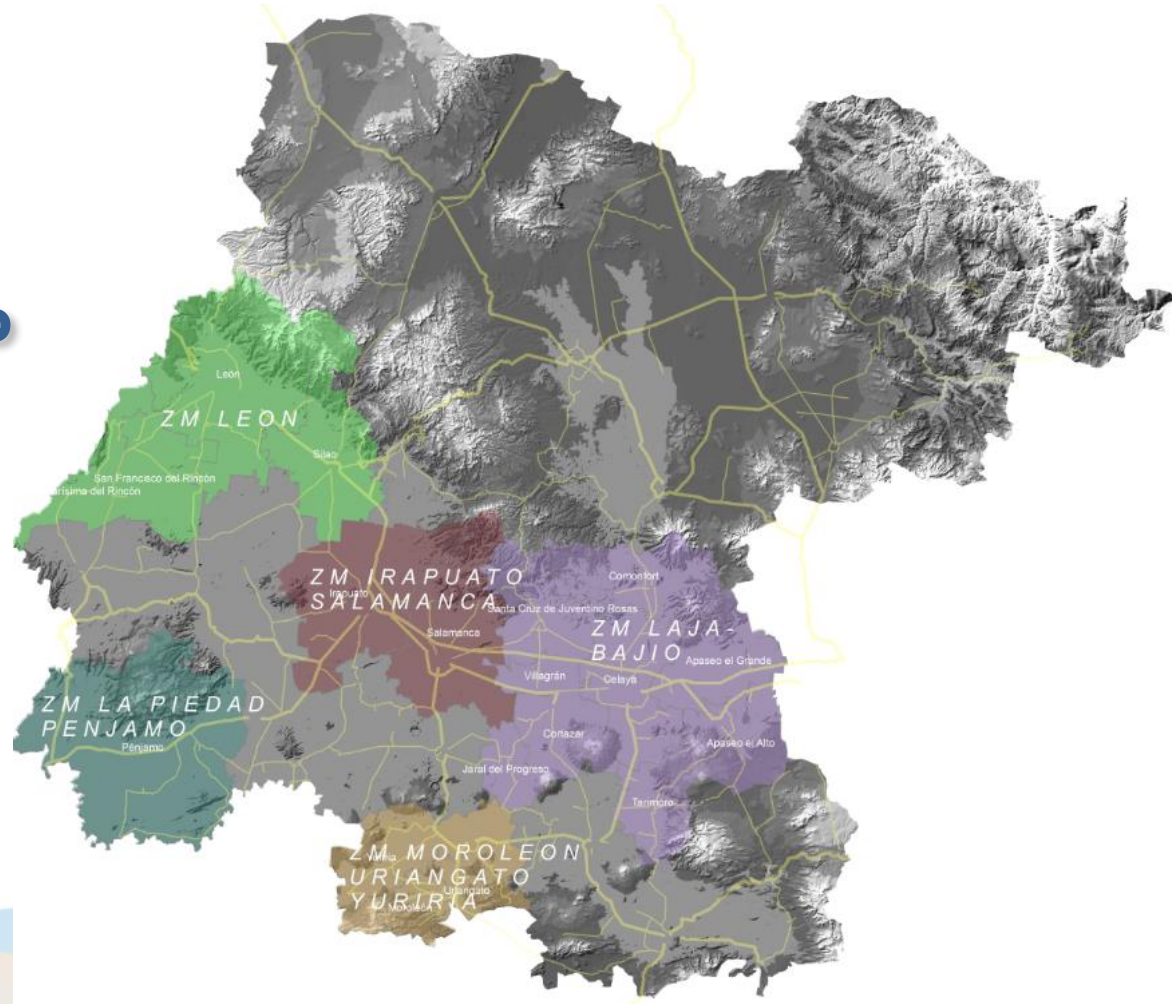 León
ZM LEON
Silao
San Francisco del Rincón
arísima del Rincón
ZM IRAPUATO
Irapuato
SALAMANCA
Salamanca
Comonfort
Santa Cruz de Juventino Rosas
ZM LAJA-
BAJIO
Apaseo el Grande
Villagrán
Celaya
ZM LA PIEDAD
PENJAMO
Pénjamo
Cortazar
Apaseo el Alto
Jaral del Progreso
Tarimoro
ZM MOROLEON
URIANGATO
Uriangato
YURIRIA
Moroleón